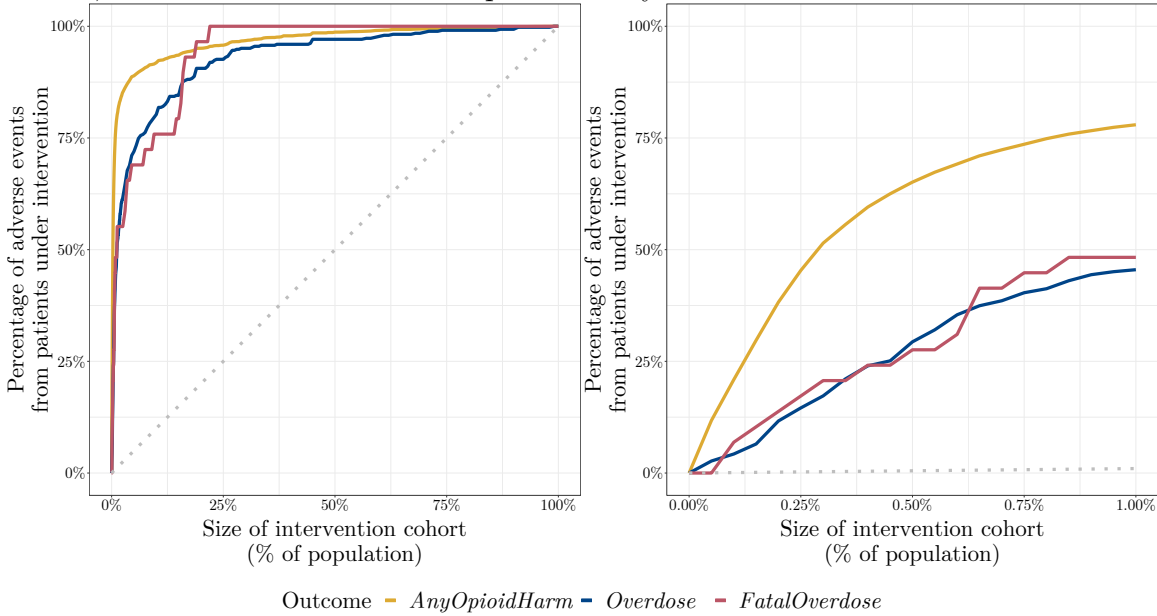 100%
75%
50%
25%
0%
Percentage of adverse events
from patients under intervention
0%
25%
50%
75%
100%
Size of intervention cohort
(% of population)
100%
75%
50%
25%
0%
Percentage of adverse events
from patients under intervention
0.00%
0.25%
0.50%
0.75%
1.00%
Size of intervention cohort
(% of population)
Outcome AnyOpioidHarm Overdose FatalOverdose